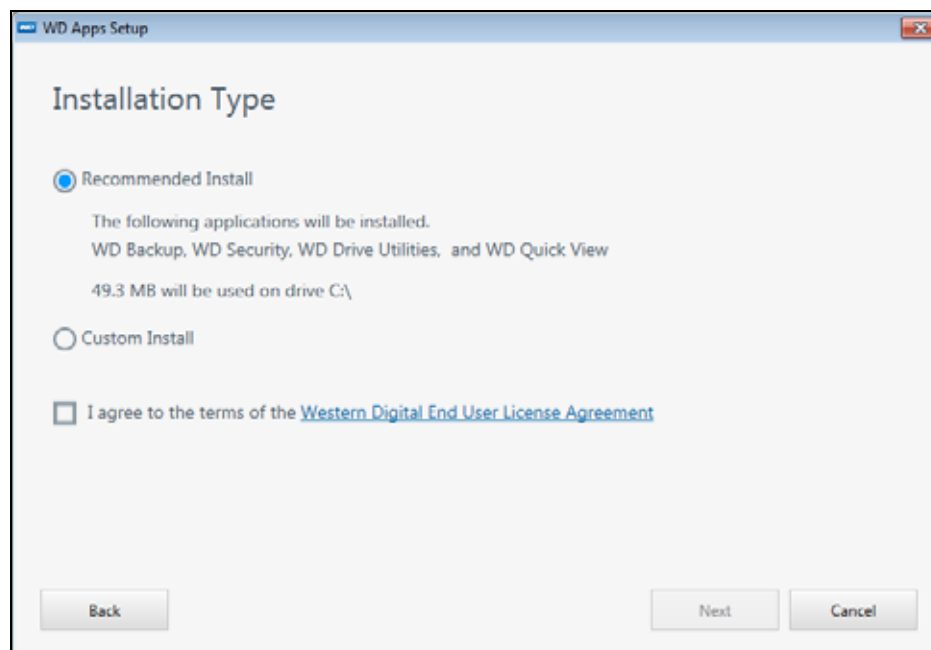 WD Apps Setup
Installation Type
Recommended Install
The following applications will be installed.
WD Backup, WD Security, WD Drive Utilities,  and WD Quick View
49.3 MB will be used on drive C:\
Custom Install
I agree to the terms of the Western Digital End User License Agreement
Back Next Cancel